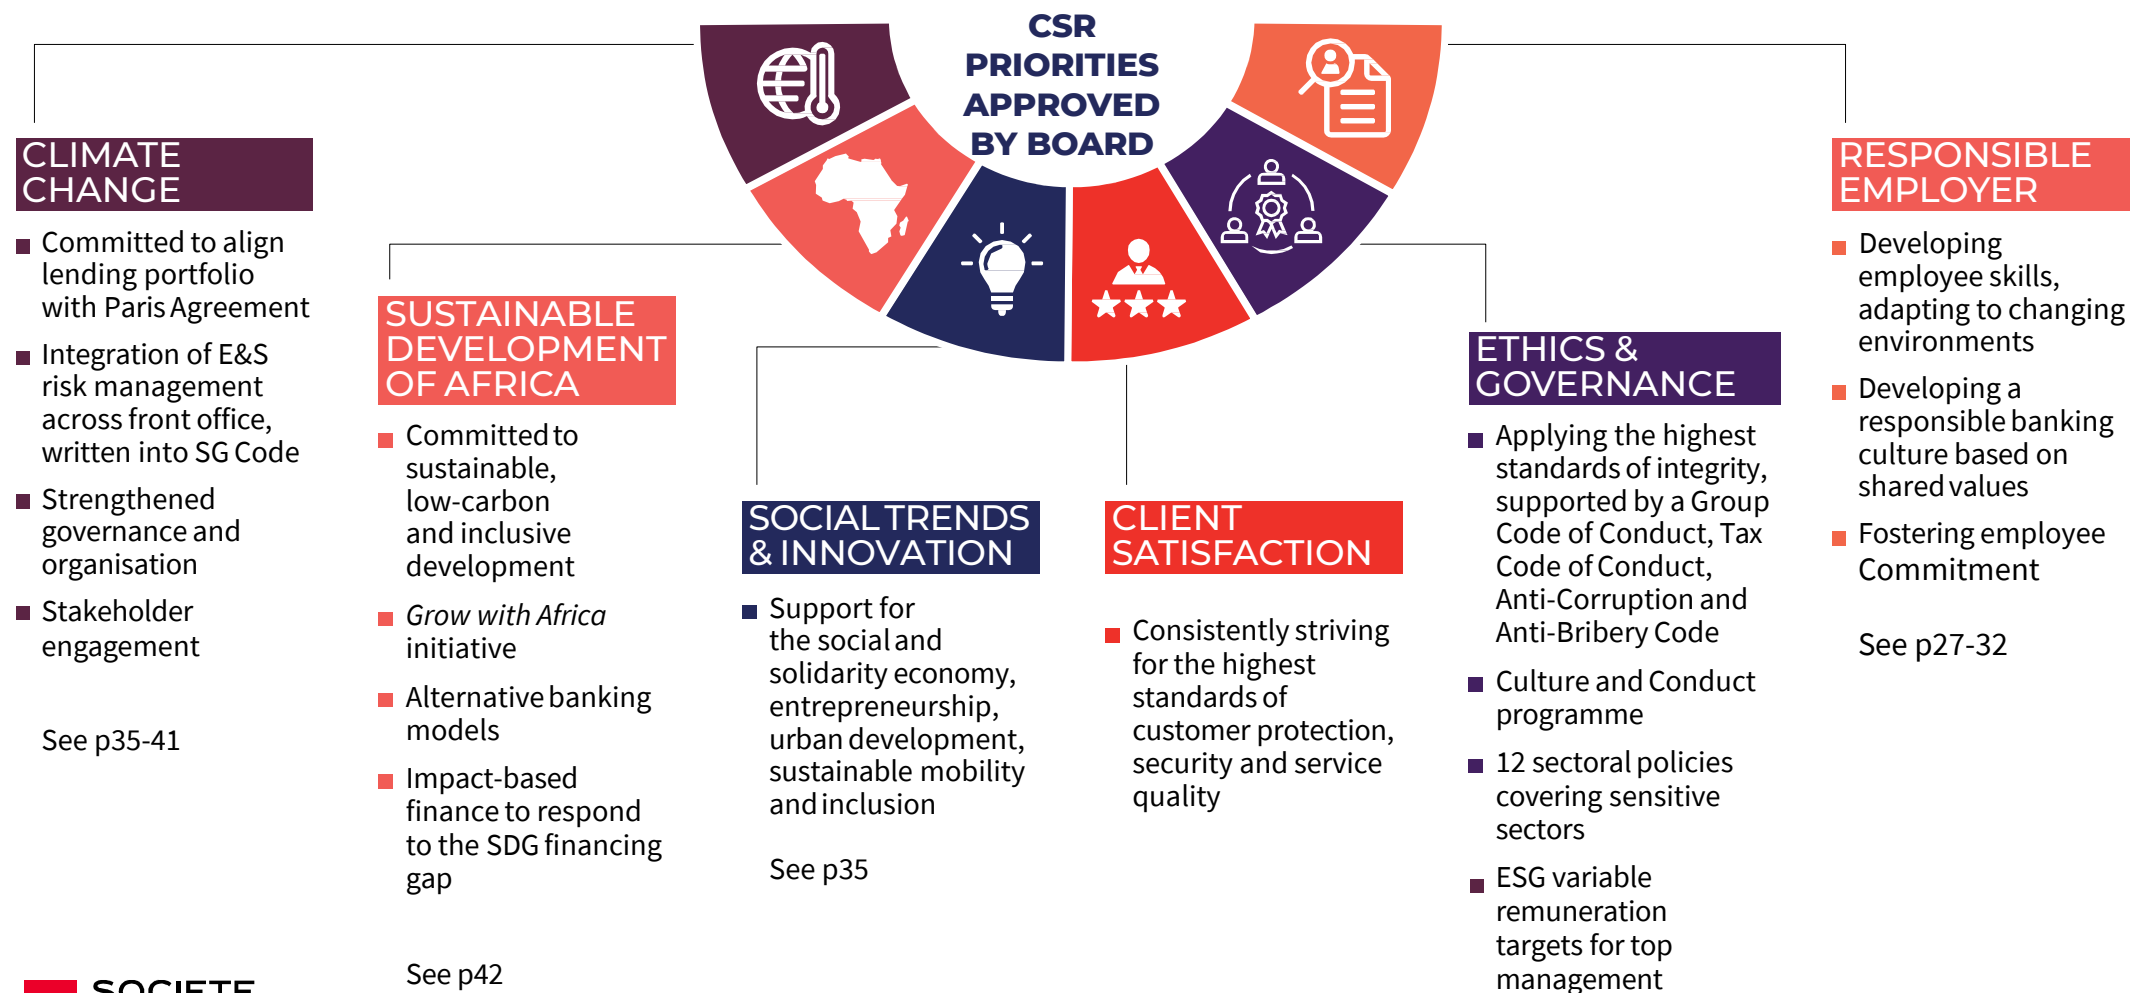 CSR
PRIORITIES
APPROVED
BY BOARD
CLIMATE
CHANGE
Committed to align
lending portfolio
with Paris Agreement
Integration of E&S
risk management
across front office,
written into SG Code
Strengthened
governance and
organisation
Stakeholder
engagement
See p35-41
SUSTAINABLE
DEVELOPMENT
OF AFRICA
Committed to
sustainable,
low-carbon
and inclusive
development
Grow with Africa
initiative
Alternative banking
models
Impact-based
finance to respond
to the SDG financing
gap
See p42
SOCIAL TRENDS
& INNOVATION
Support for
the social and
solidarity economy,
entrepreneurship,
urban development,
sustainable mobility
and inclusion
See p35
CLIENT
SATISFACTION
Consistently striving
for the highest
standards of
customer protection,
security and service
quality
ETHICS &
GOVERNANCE
Applying the highest
standards of integrity,
supported by a Group
Code of Conduct, Tax
Code of Conduct,
Anti-Corruption and
Anti-Bribery Code
Culture and Conduct
programme
12 sectoral policies
covering sensitive
sectors
ESG variable
remuneration
targets for top
management
RESPONSIBLE
EMPLOYER
Developing
employee skills,
adapting to changing
environments
Developing a
responsible banking
culture based on
shared values
Fostering employee
Commitment
See p27-32
SOCIETE